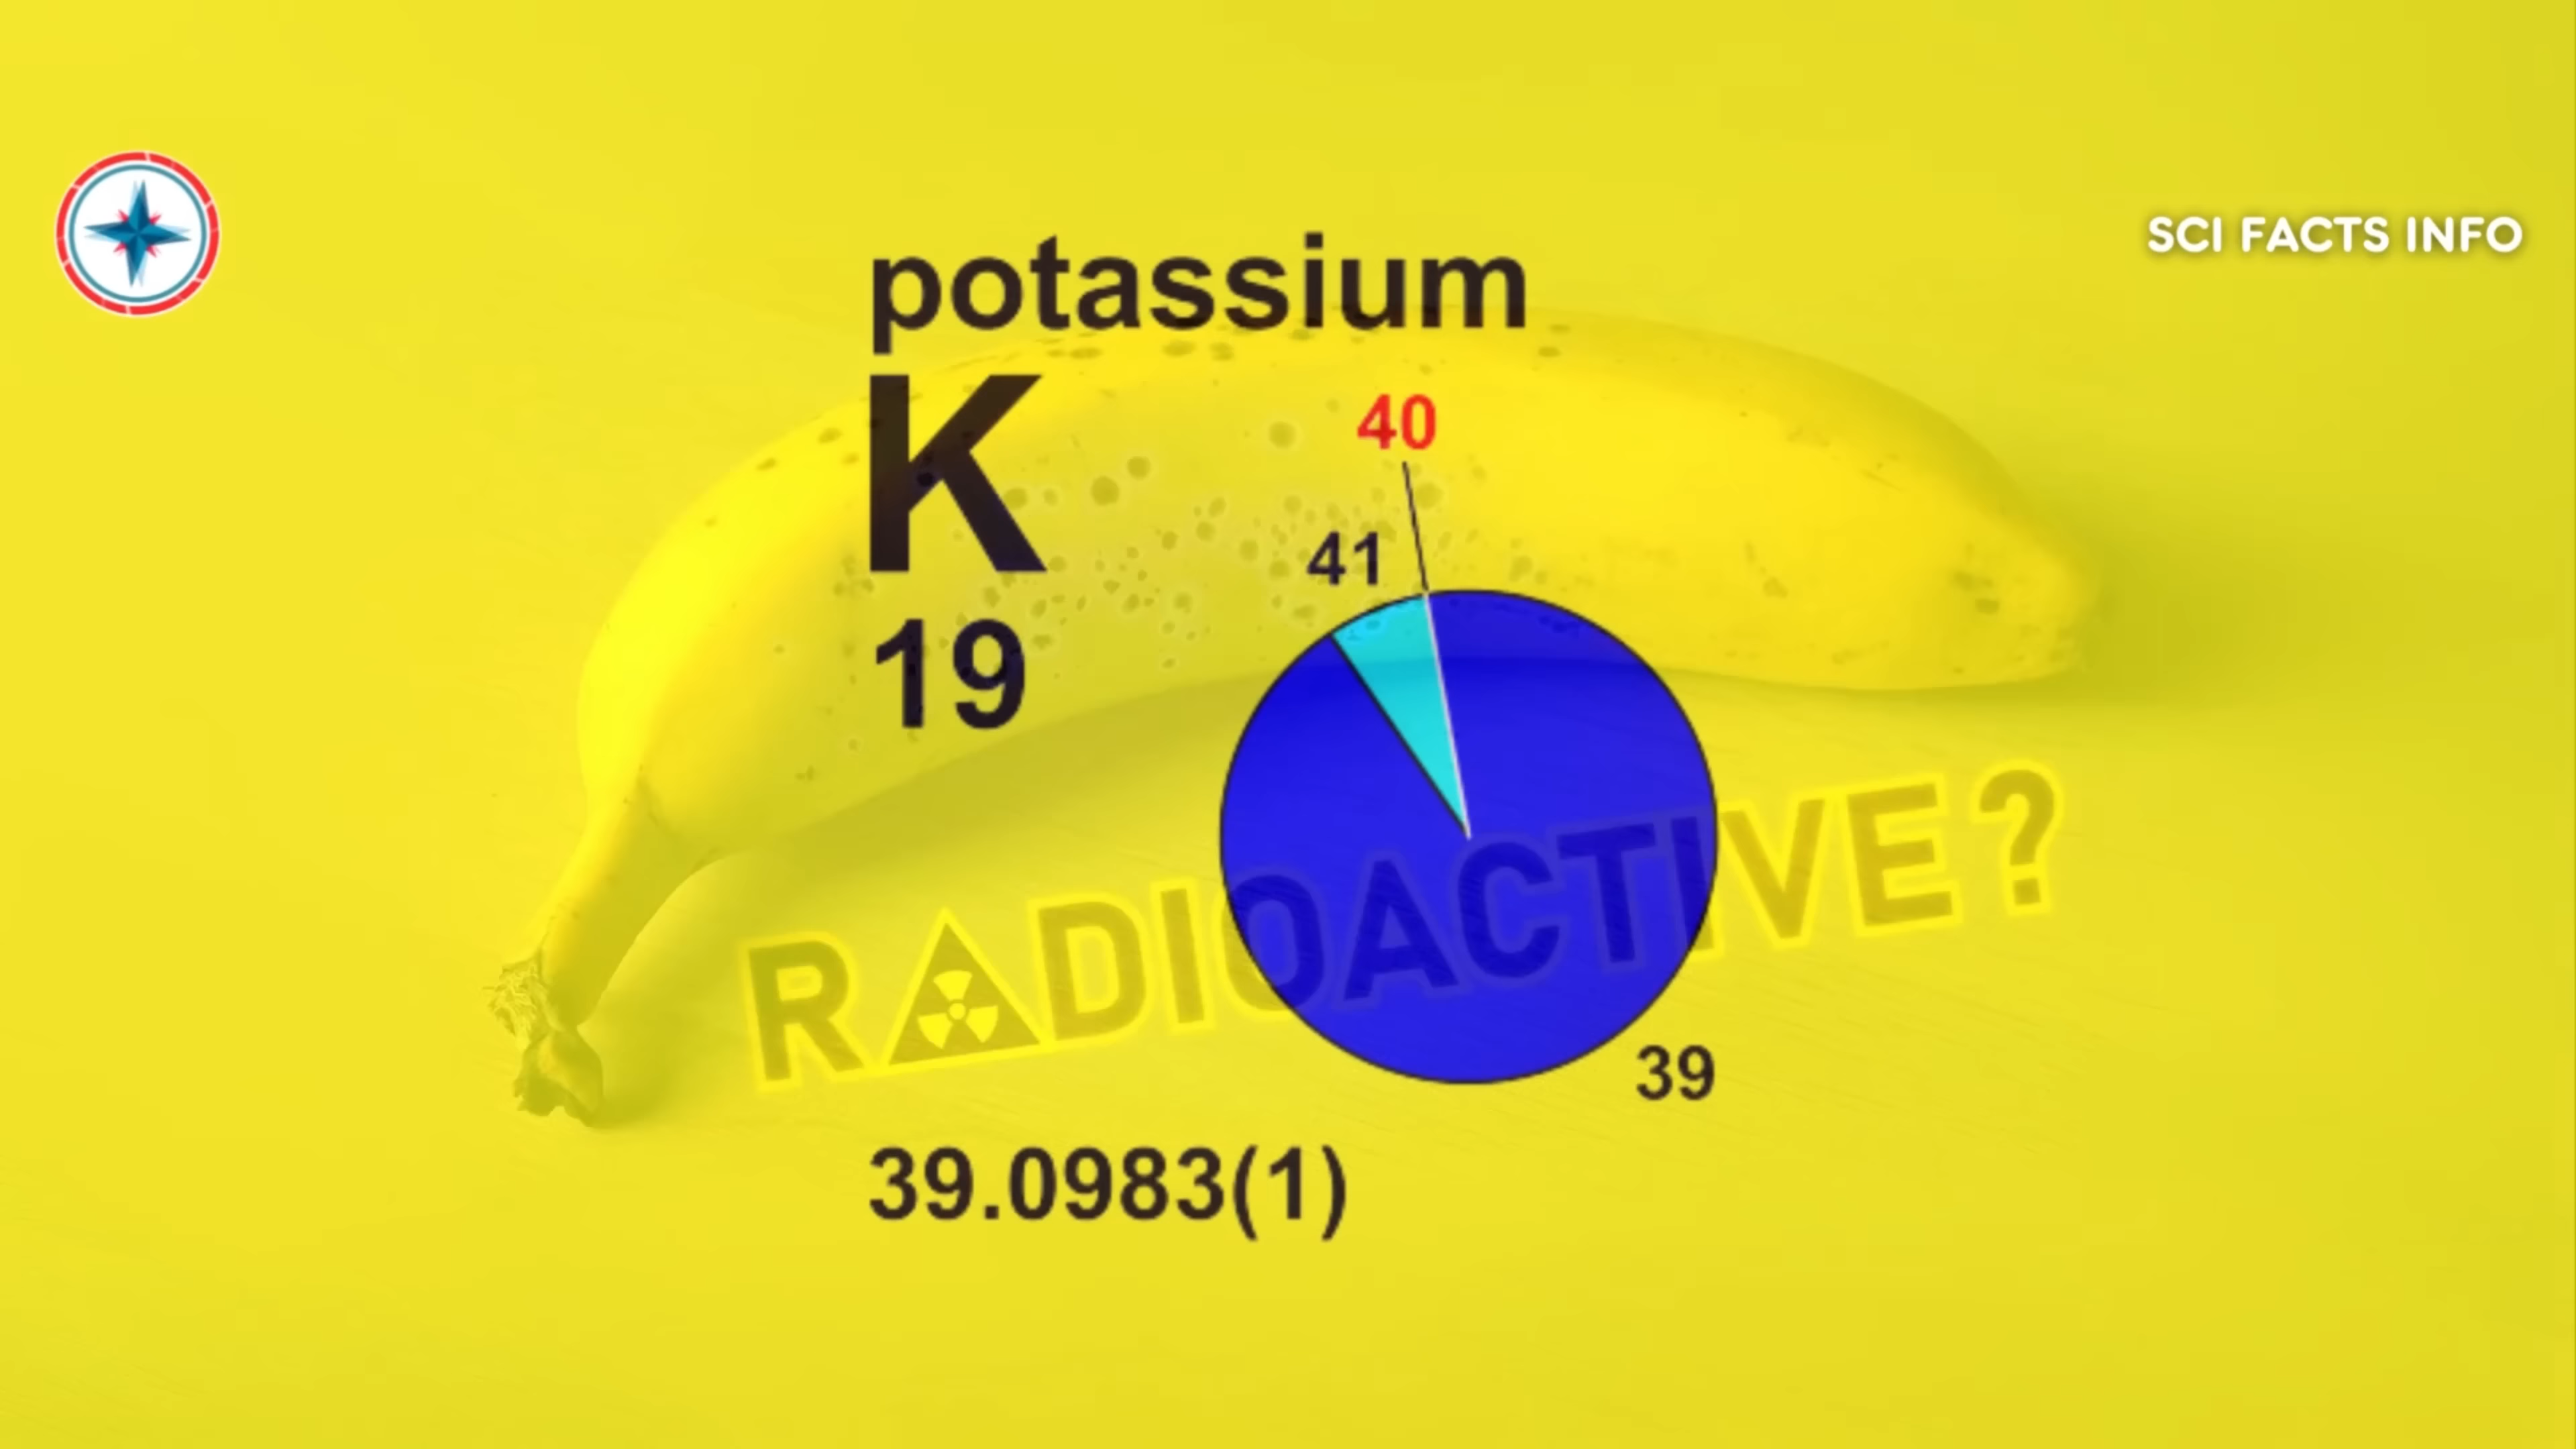 SCI FACTS INFO
potassium
K
19
40
41
39
RADIOACTIVE?
39.0983(1)